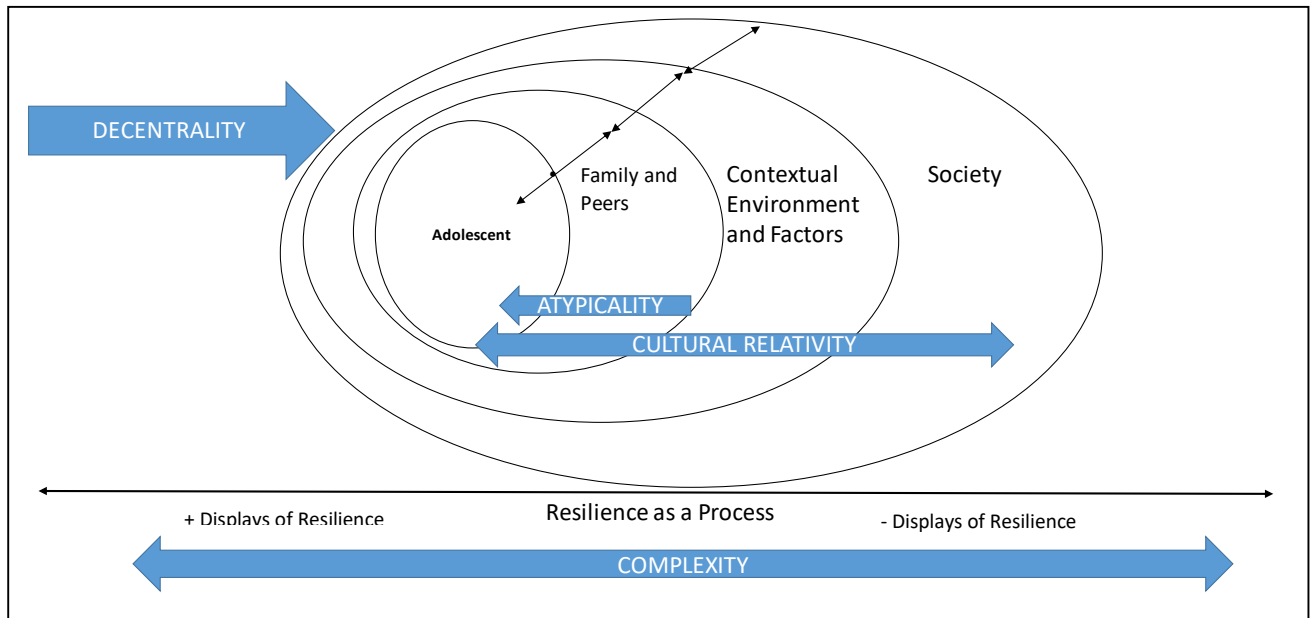 DECENTRALITY
Family and
Peers
Contextual
Environment
and Factors
Society
Adolescent
ATYPICALITY
CULTURAL RELATIVITY
+ Displays of Resilience
Resilience as a Process
- Displays of Resilience
COMPLEXITY